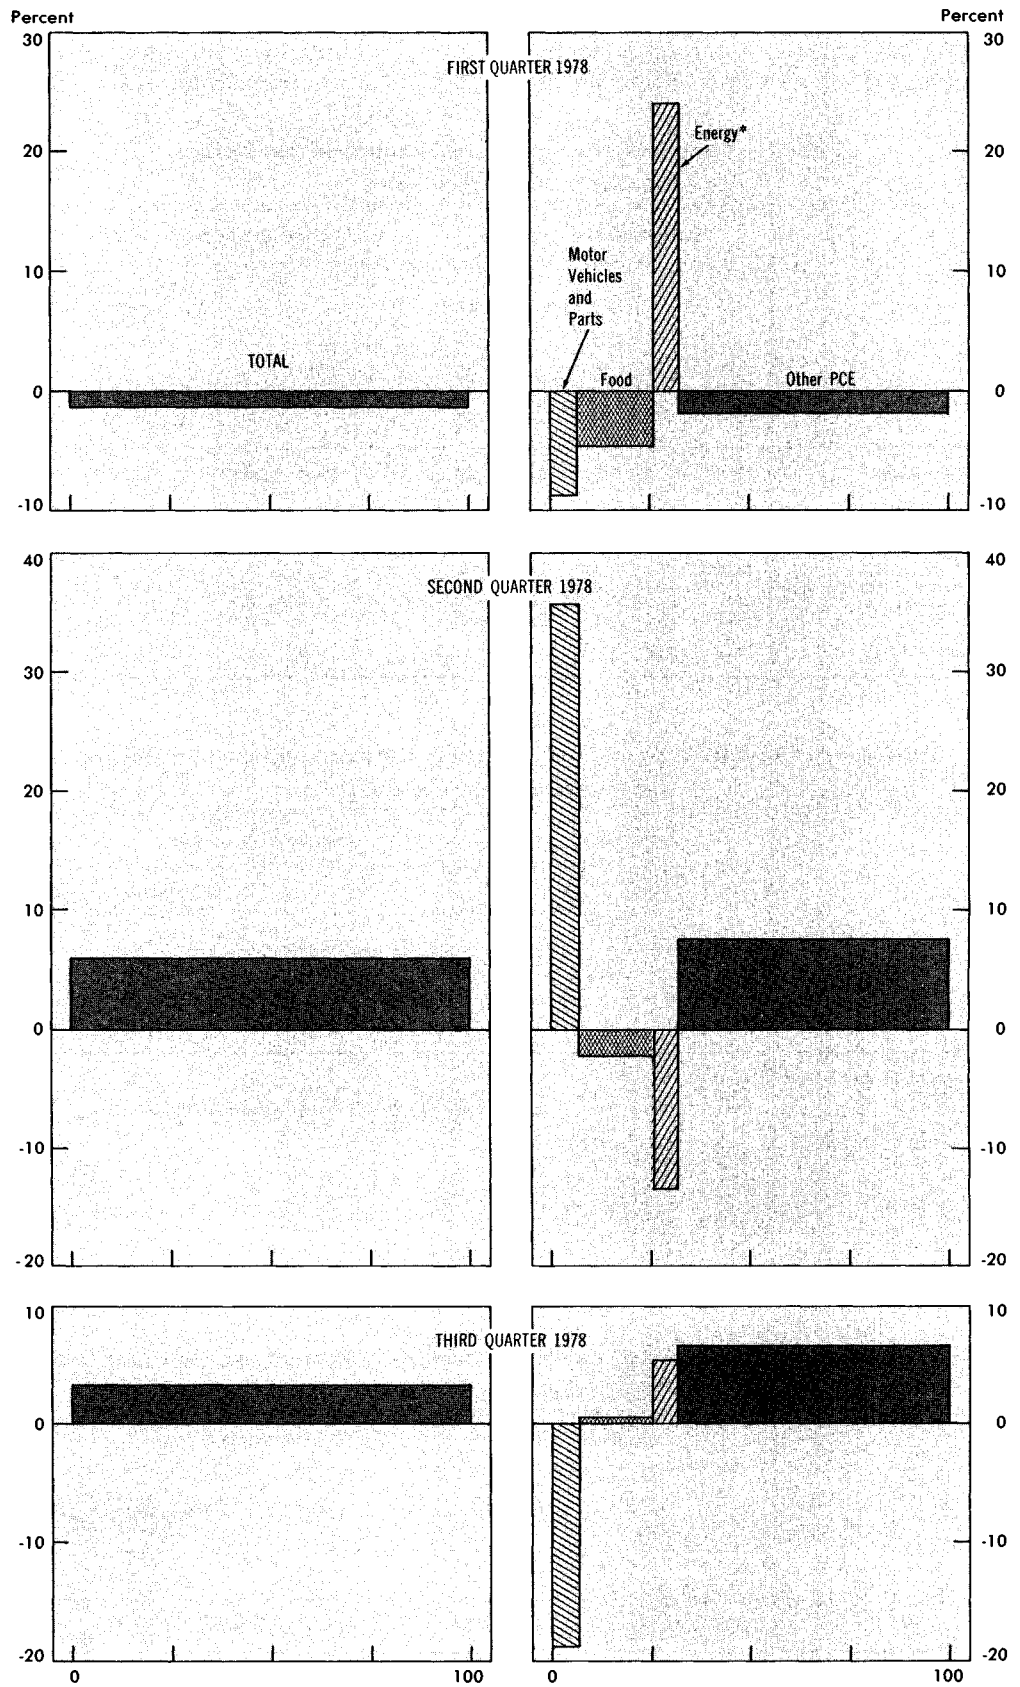 Percent
Percent
30
30
FIRST QUARTER 1978
Energy*
20
20
Motor
Vehicles
and
Parts
10
10
TOTAL
Food
Other PCE
0
0
-10
-10
40
40
SECOND QUARTER 1978
30
30
20
20
10
10
0
0
-10
-10
-20
-20
10
10
THIRD QUARTER 1978
0
0
-10
-10
-20
-20
0
100
0
100